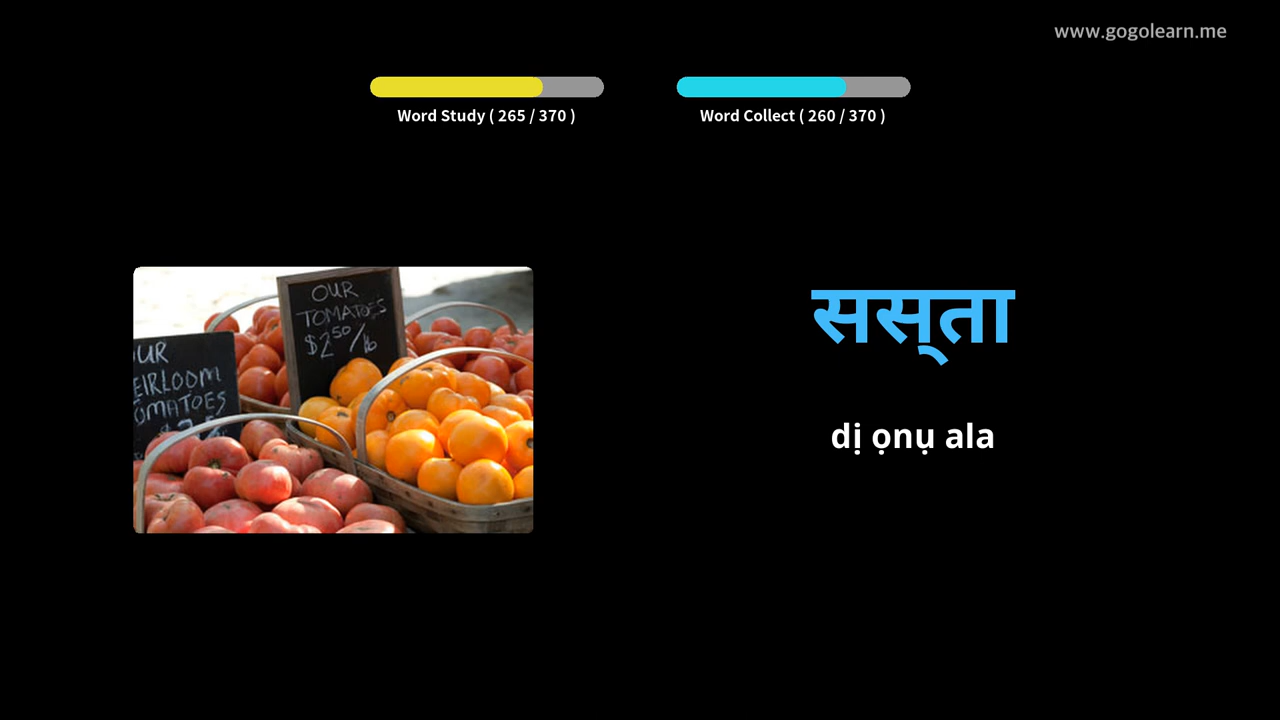 www.gogolearn.me
Word Study ( 265 / 370 )
Word Collect ( 260 / 370 )
OUR
TOMATOES
$2.50/lb
UR
EIRLOOM
OMATOES
सस्ता
dị ọnụ ala